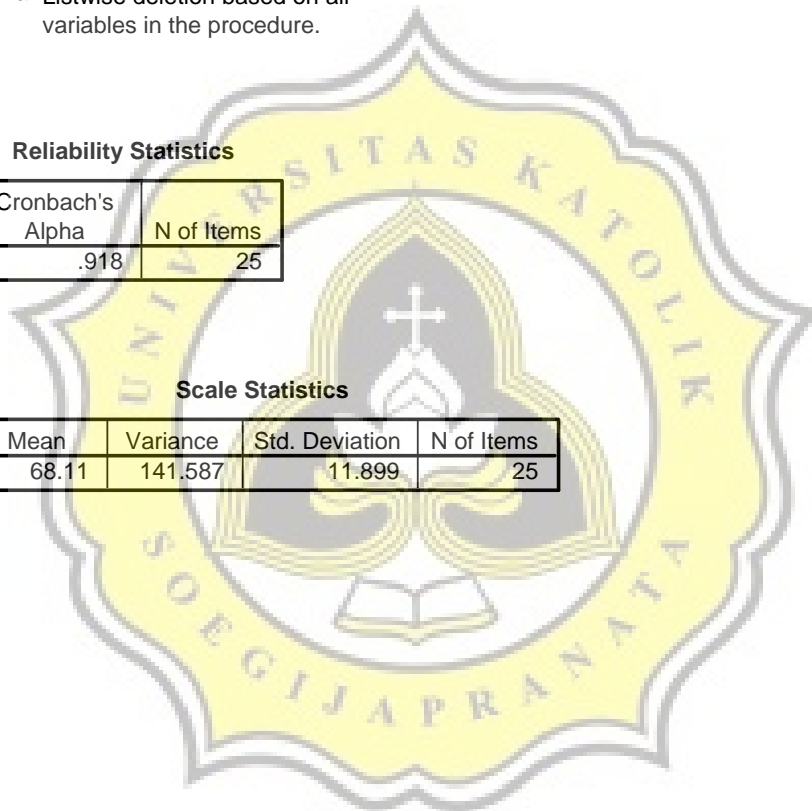 Listwise deletion based on all
variables in the procedure.
Reliability Statistics
Cronbach's
Alpha N of Items
.918 25
Scale Statistics
Mean Variance Std. Deviation N of Items
68.11 141.587 11.899 25
UNIVERSITAS KATOLIK
SOEGIJAPRANATA